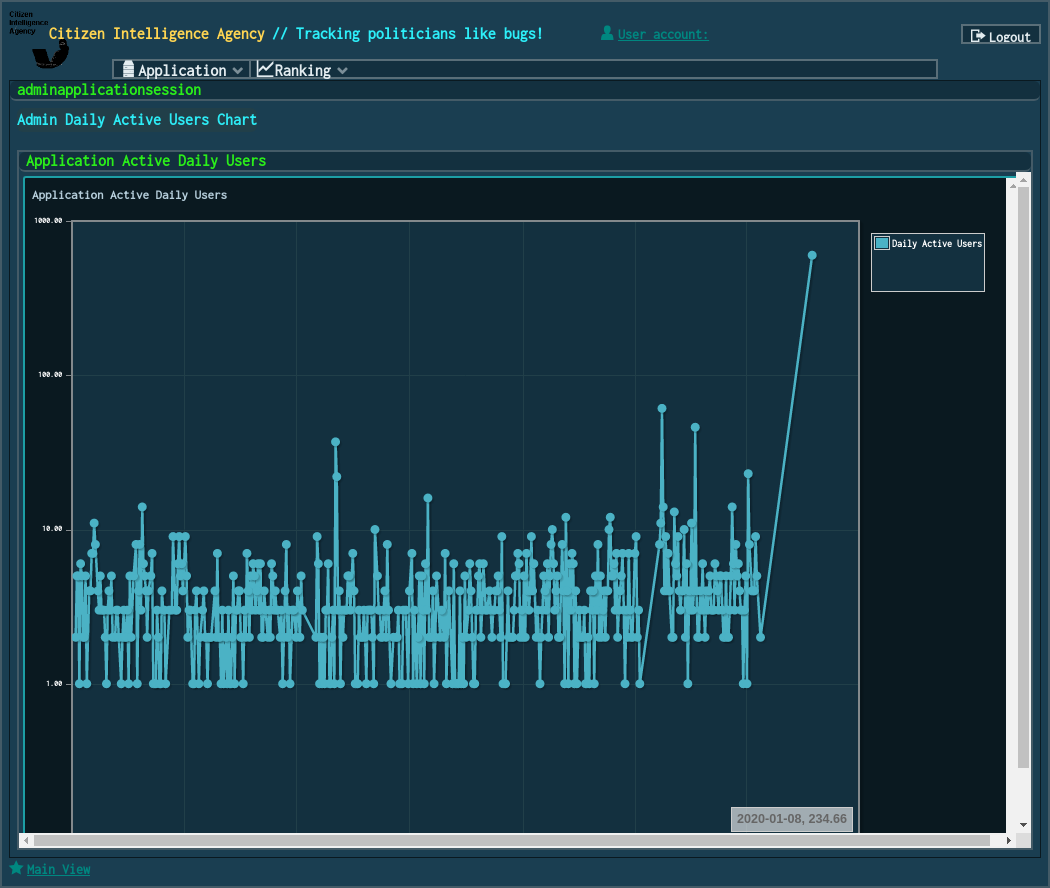 Citizen
Intelligence
Agency
Citizen Intelligence Agency // Tracking politicians like bugs!
User account:
Logout
Application
Ranking
adminapplicationsession
Admin Daily Active Users Chart
Application Active Daily Users
Application Active Daily Users
1000.00
Daily Active Users
100.00
10.00
1.00
2020-01-08, 234.66
Main View